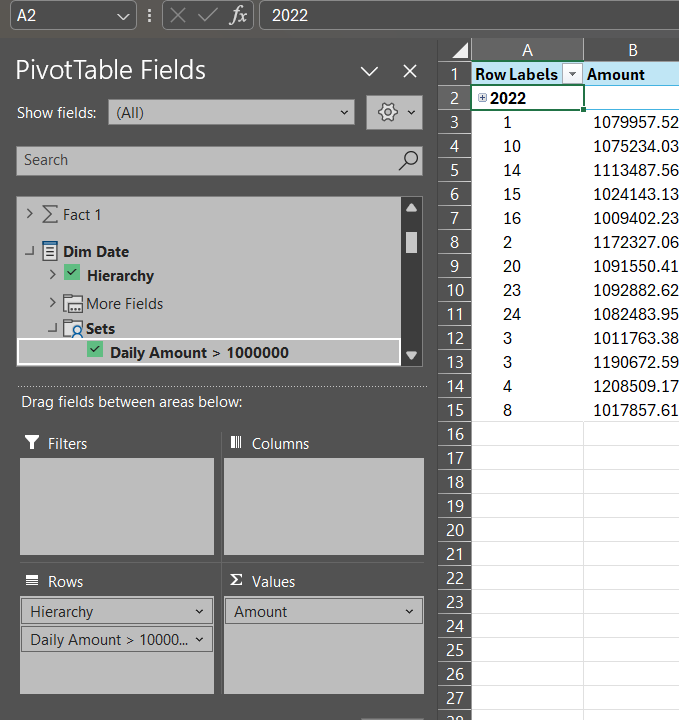 A2
fx
2022
PivotTable Fields
Show fields:
(All)
Search
Fact 1
Dim Date
Hierarchy
More Fields
Sets
Daily Amount > 1000000
Drag fields between areas below:
Filters
Columns
Rows
Σ Values
Hierarchy
Daily Amount > 10000...
Amount
A B
1 Row Labels Amount
2 2022
3 1 1079957.52
4 10 1075234.03
5 14 1113487.56
6 15 1024143.13
7 16 1009402.23
8 2 1172327.06
9 20 1091550.41
10 23 1092882.62
11 24 1082483.95
12 3 1011763.38
13 3 1190672.59
14 4 1208509.17
15 8 1017857.61
16
17
18
19
20
21
22
23
24
25
26
27